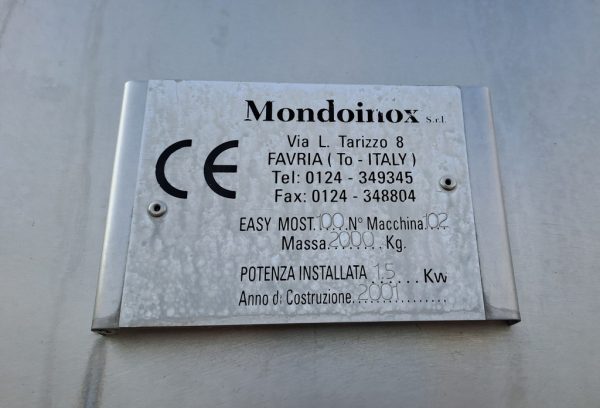 Mondoinox S.r.l.
CE
Via L. Tarizzo 8
FAVRIA ( To - ITALY )
Tel: 0124 - 349345
Fax: 0124 - 348804
EASY MOST.100...N° Macchina.102
Massa.2000...Kg.
POTENZA INSTALLATA 1.5.....Kw
Anno di Costruzione.2001............